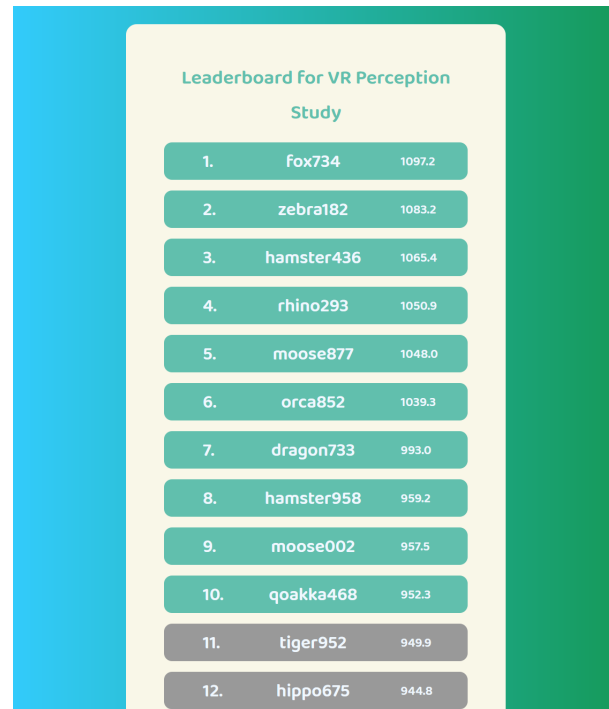 Leaderboard for VR Perception
Study
1. fox734 1097.2
2. zebra182 1083.2
3. hamster436 1065.4
4. rhino293 1050.9
5. moose877 1048.0
6. orca852 1039.3
7. dragon733 993.0
8. hamster958 959.2
9. moose002 957.5
10. qoakka468 952.3
11. tiger952 949.9
12. hippo675 944.8